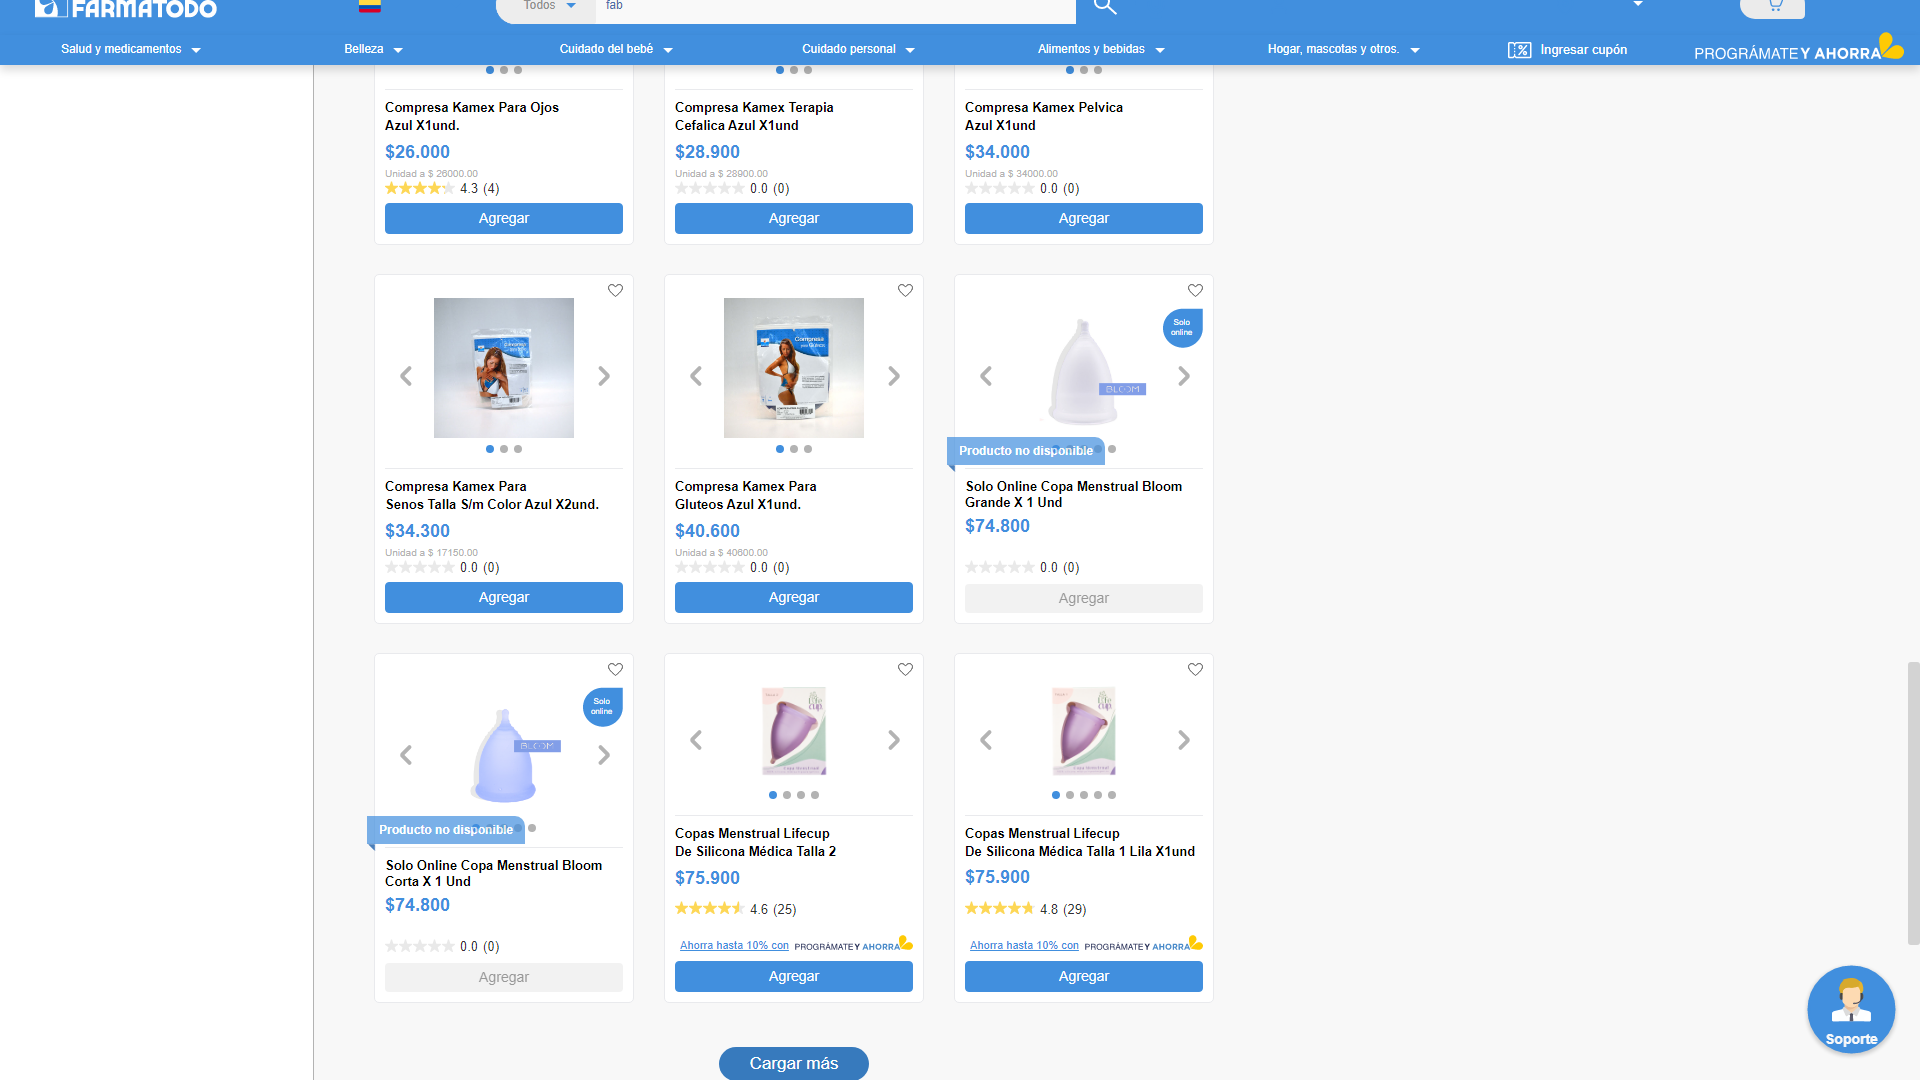 FARMATODO
Todos
fab
Salud y medicamentos
Belleza
Cuidado del bebé
Cuidado personal
Alimentos y bebidas
Hogar, mascotas y otros.
Ingresar cupón
PROGRÁMATE Y AHORRA
Compresa Kamex Para Ojos
Azul X1und.
$26.000
Unidad a $ 26000.00
4.3 (4)
Agregar
Compresa Kamex Terapia
Cefalica Azul X1und
$28.900
Unidad a $ 28900.00
0.0 (0)
Agregar
Compresa Kamex Pelvica
Azul X1und
$34.000
Unidad a $ 34000.00
0.0 (0)
Agregar
Compresa Kamex Para
Senos Talla S/m Color Azul X2und.
$34.300
Unidad a $ 17150.00
0.0 (0)
Agregar
Compresa
Compresa Kamex Para
Gluteos Azul X1und.
$40.600
Unidad a $ 40600.00
0.0 (0)
Agregar
Solo
online
BLOOM
Producto no disponible
Solo Online Copa Menstrual Bloom
Grande X 1 Und
$74.800
0.0 (0)
Agregar
Solo
online
BLOOM
Producto no disponible
Solo Online Copa Menstrual Bloom
Corta X 1 Und
$74.800
0.0 (0)
Agregar
life
cup
Copa Menstrual
Copas Menstrual Lifecup
De Silicona Médica Talla 2
$75.900
4.6 (25)
Ahorra hasta 10% con PROGRÁMATE Y AHORRA
Agregar
life
cup
Copa Menstrual
Copas Menstrual Lifecup
De Silicona Médica Talla 1 Lila X1und
$75.900
4.8 (29)
Ahorra hasta 10% con PROGRÁMATE Y AHORRA
Agregar
Cargar más
Soporte